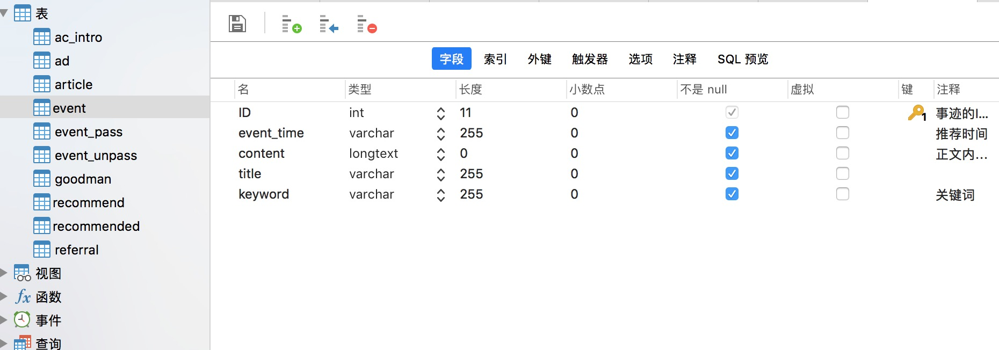 表
ac_intro
ad
article
event
event_pass
event_unpass
goodman
recommend
recommended
referral
视图
函数
事件
查询
字段 索引 外键 触发器 选项 注释 SQL 预览
名 类型 长度 小数点 不是 null 虚拟 键 注释
ID int 11 0 1 事迹的I...
event_time varchar 255 0 推荐时间
content longtext 0 0 正文内...
title varchar 255 0
keyword varchar 255 0 关键词